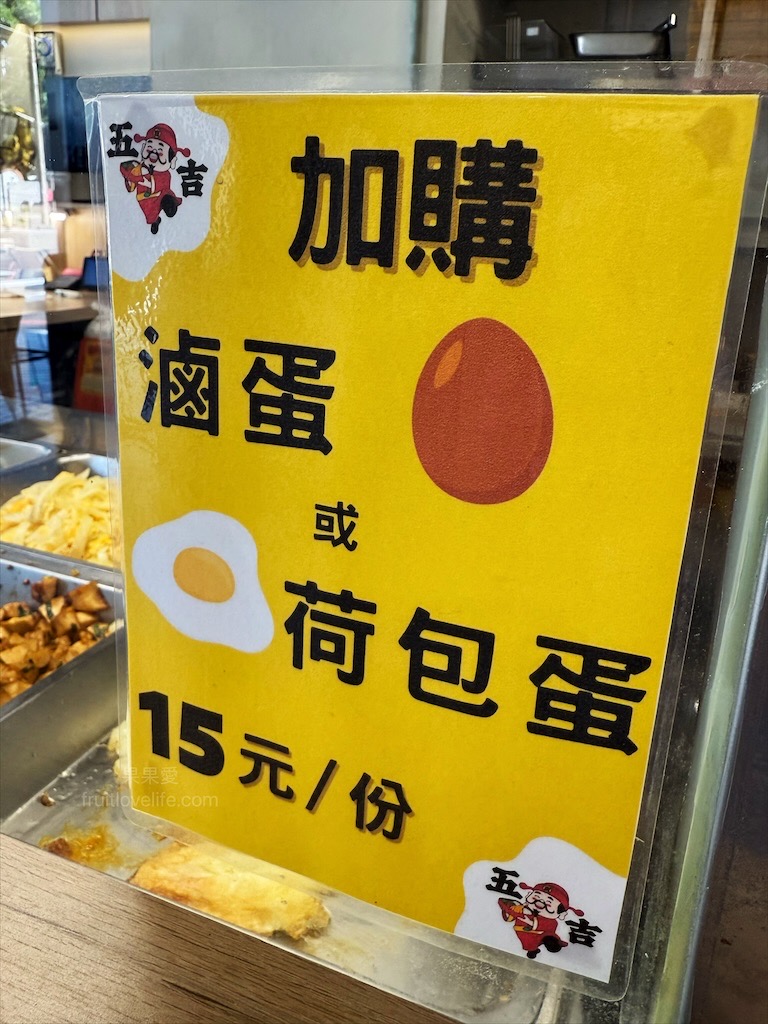 五吉
加購
滷蛋
或
荷包蛋
15元/份
果果愛
fruitlovelife.com
五吉